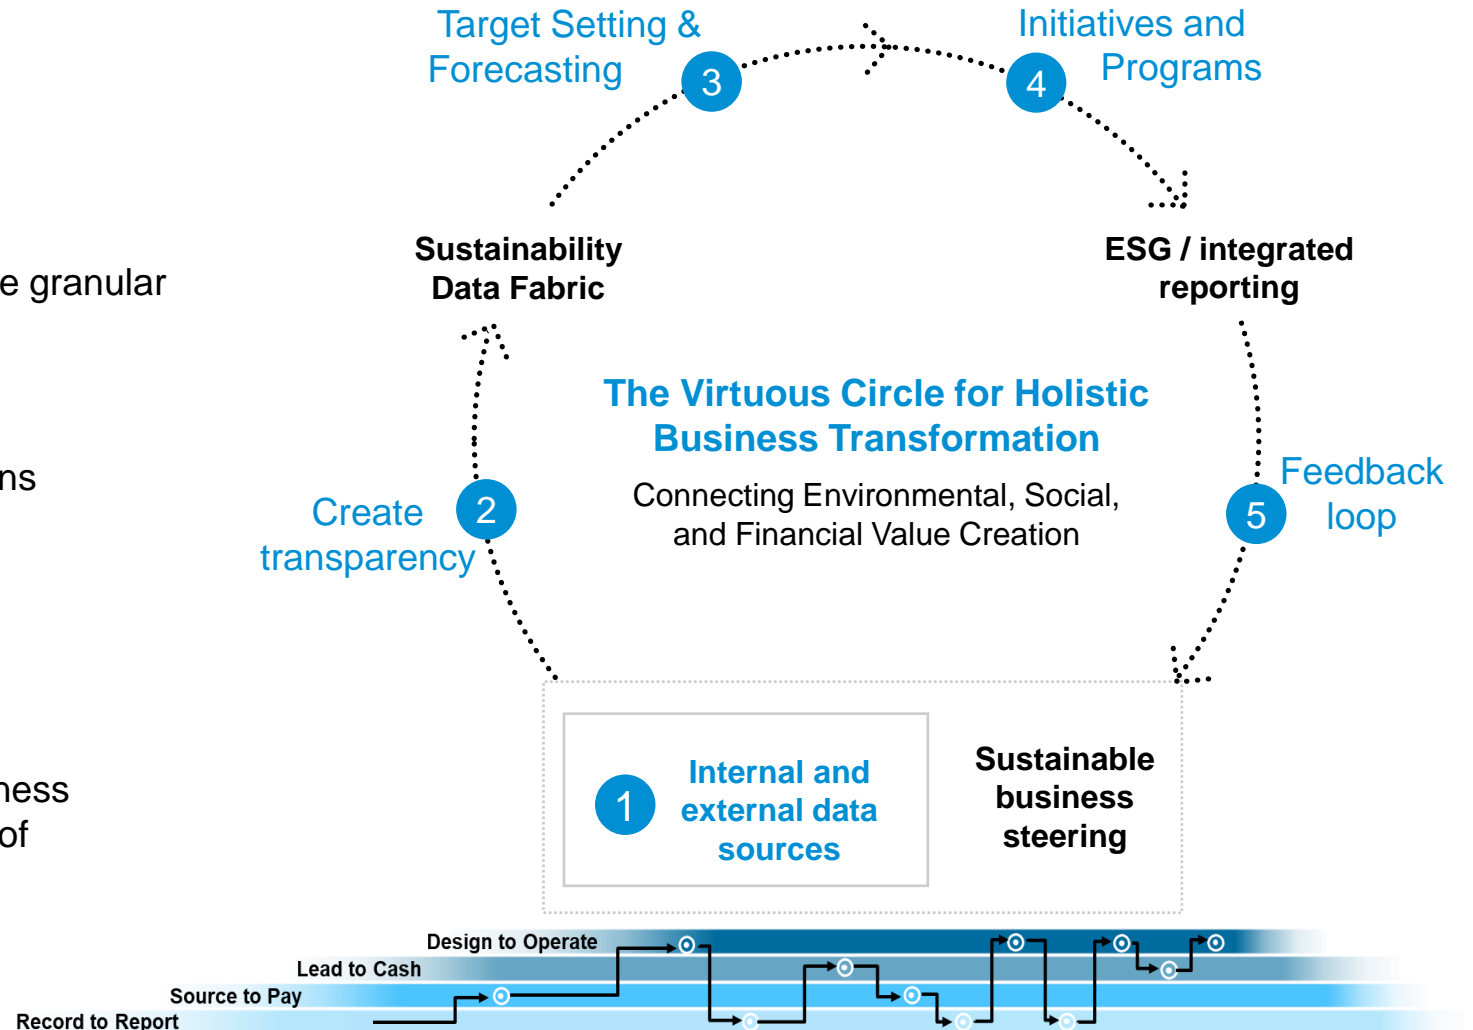 Target Setting &
Forecasting
3
Initiatives and
Programs
4
e granular
Sustainability
Data Fabric
ESG / integrated
reporting
The Virtuous Circle for Holistic
Business Transformation
Connecting Environmental, Social,
and Financial Value Creation
ns
Create
transparency
2
Feedback
loop
5
ness
of
1
Internal and
external data
sources
Sustainable
business
steering
Design to Operate
Lead to Cash
Source to Pay
Record to Report